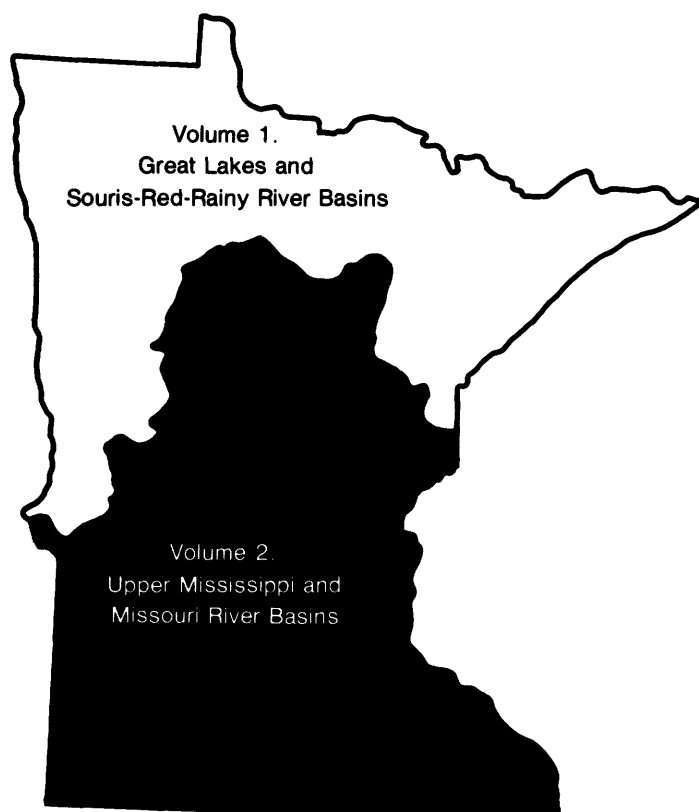 Volume 1.
Great Lakes and
Souris-Red-Rainy River Basins
Volume 2.
Upper Mississippi and
Missouri River Basins